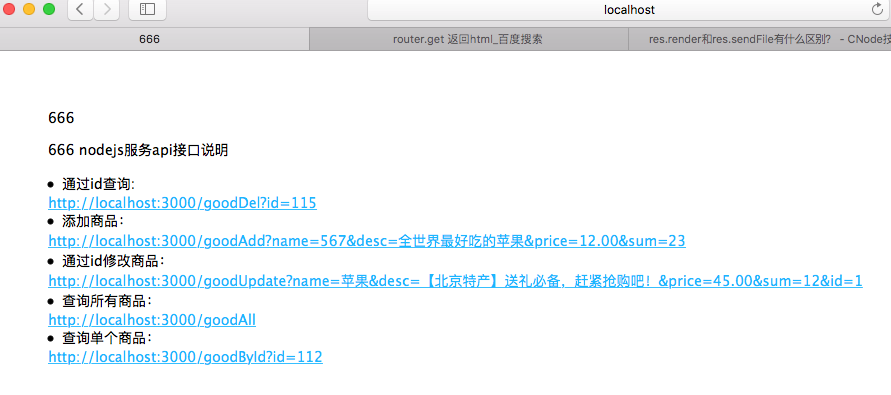 localhost
666
router.get 返回html_百度搜索
res.render和res.sendFile有什么区别? - CNode技
666
666 nodejs服务api接口说明
通过id查询:
http://localhost:3000/goodDel?id=115
添加商品：
http://localhost:3000/goodAdd?name=567&desc=全世界最好吃的苹果&price=12.00&sum=23
通过id修改商品：
http://localhost:3000/goodUpdate?name=苹果&desc=【北京特产】送礼必备，赶紧抢购吧！&price=45.00&sum=12&id=1
查询所有商品：
http://localhost:3000/goodAll
查询单个商品：
http://localhost:3000/goodById?id=112